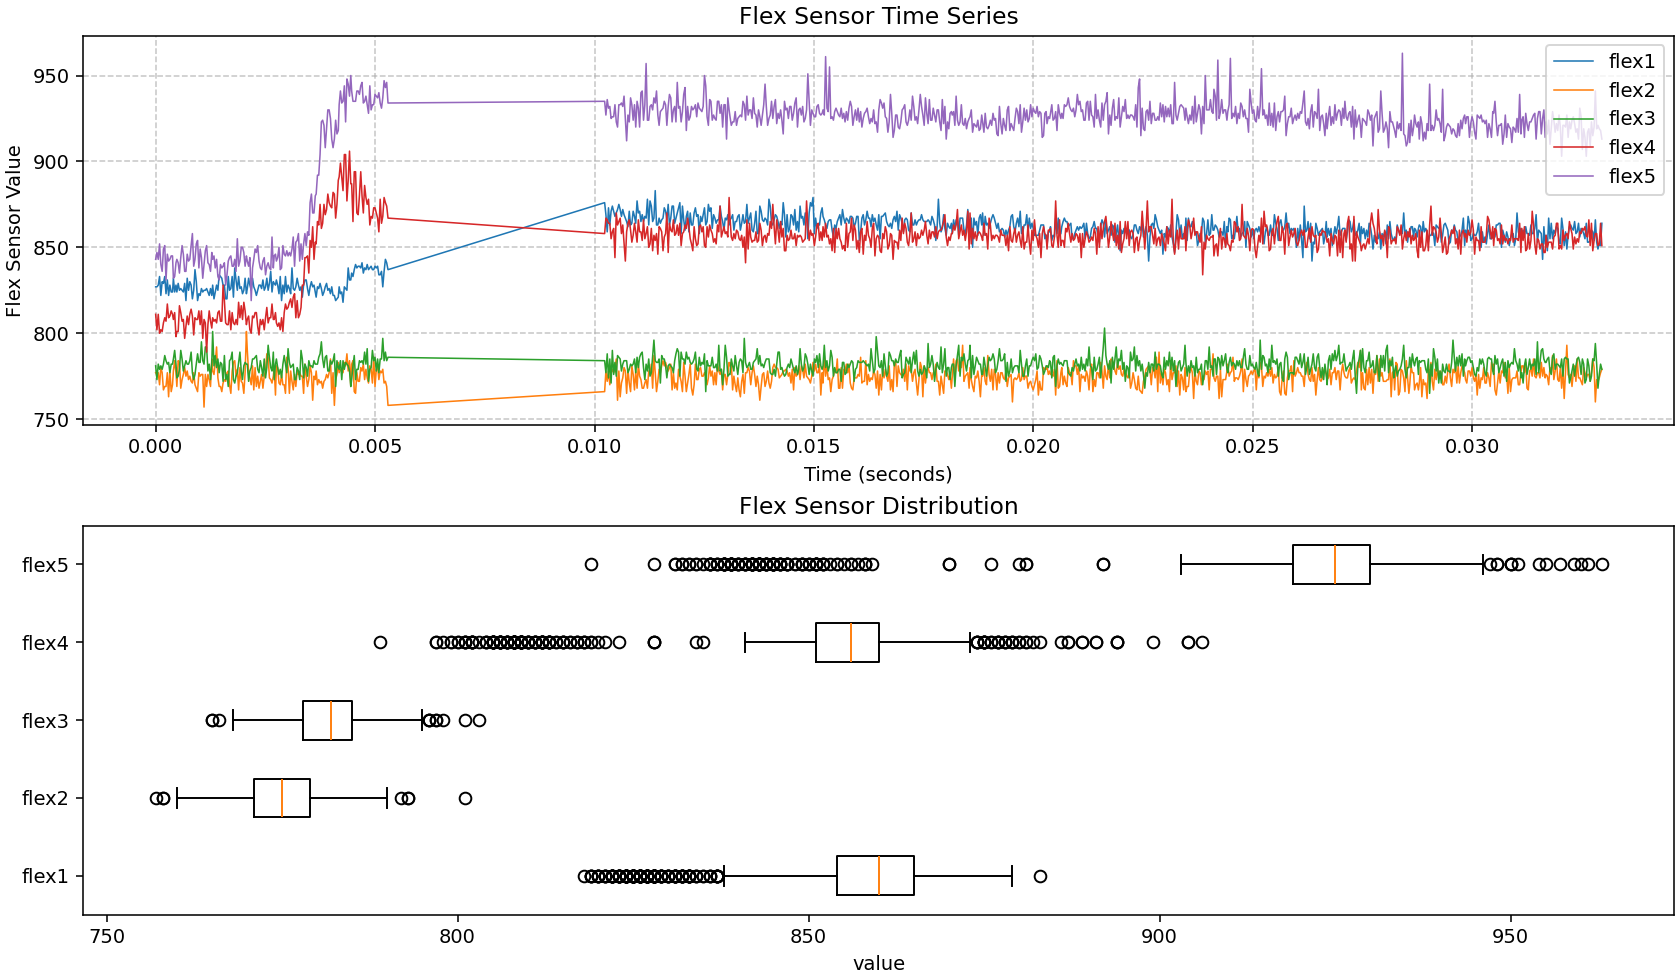 Flex Sensor Time Series
Flex Sensor Value
950
900
850
800
750
flex1
flex2
flex3
flex4
flex5
0.000 0.005 0.010 0.015 0.020 0.025 0.030
Time (seconds)
Flex Sensor Distribution
flex5
flex4
flex3
flex2
flex1
750 800 850 900 950
value